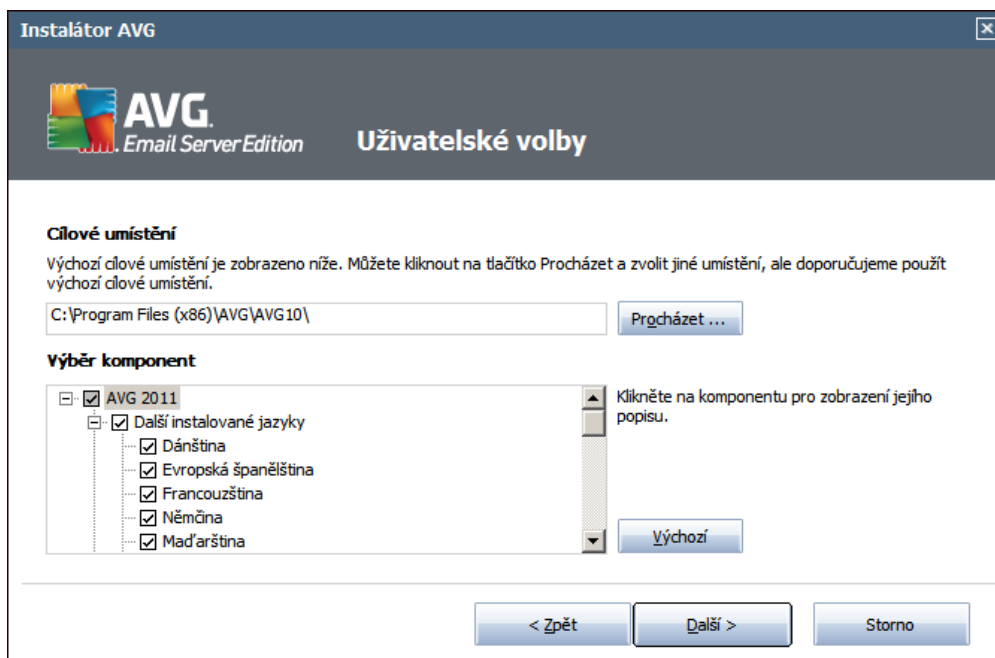 Instalátor AVG
AVG.
Email Server Edition
Uživatelské volby
Cílové umístění
Výchozí cílové umístění je zobrazeno níže. Můžete kliknout na tlačítko Procházet a zvolit jiné umístění, ale doporučujeme použít
výchozí cílové umístění.
C:\Program Files (x86)\AVG\AVG10\
Procházet ...
Výběr komponent
AVG 2011
Další instalované jazyky
Dánština
Evropská španělština
Francouzština
Němčina
Maďarština
Klikněte na komponentu pro zobrazení jejího
popisu.
Výchozí
< Zpět
Další >
Storno